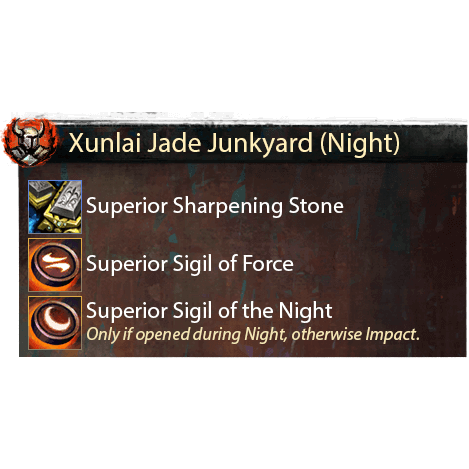 Xunlai Jade Junkyard (Night)
Superior Sharpening Stone
Superior Sigil of Force
Superior Sigil of the Night
Only if opened during Night, otherwise Impact.